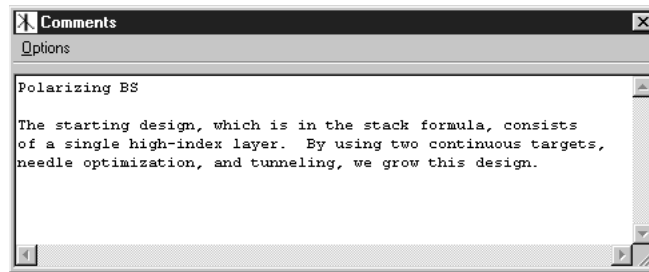 Comments
Options
Polarizing BS
The starting design, which is in the stack formula, consists
of a single high-index layer.  By using two continuous targets,
needle optimization, and tunneling, we grow this design.